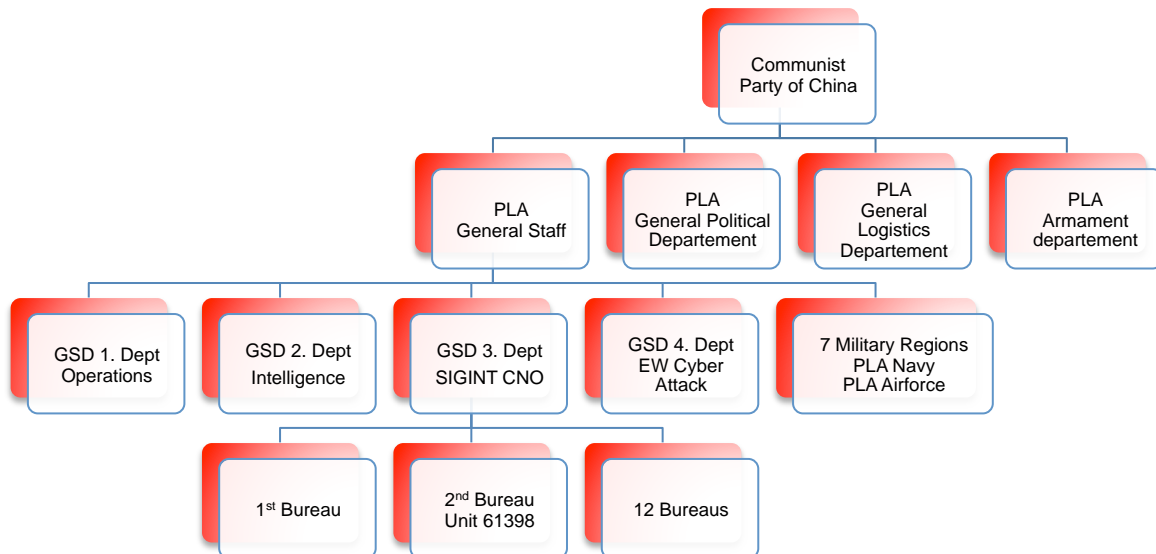 Communist
Party of China
PLA
General Staff
PLA
General Political
Departement
PLA
General
Logistics
Departement
PLA
Armament
departement
GSD 1. Dept
Operations
GSD 2. Dept
Intelligence
GSD 3. Dept
SIGINT CNO
GSD 4. Dept
EW Cyber
Attack
7 Military Regions
PLA Navy
PLA Airforce
1st Bureau
2nd Bureau
Unit 61398
12 Bureaus